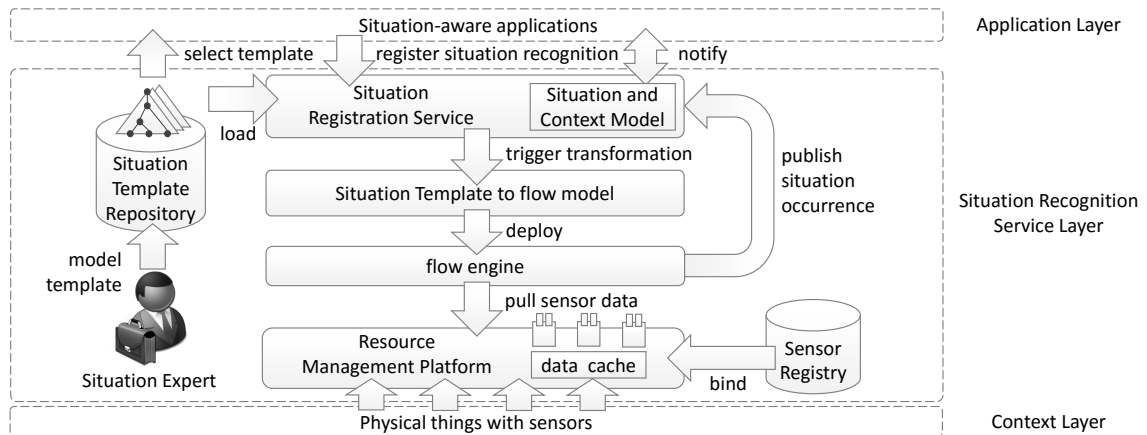 Situation-aware applications
Application Layer
select template
register situation recognition
notify
Situation
Registration Service
Situation and
Context Model
load
trigger transformation
publish
situation
occurrence
Situation
Template
Repository
Situation Template to flow model
Situation Recognition
Service Layer
deploy
model
template
flow engine
pull sensor data
Resource
Management Platform
data cache
Sensor
Registry
bind
Situation Expert
Physical things with sensors
Context Layer